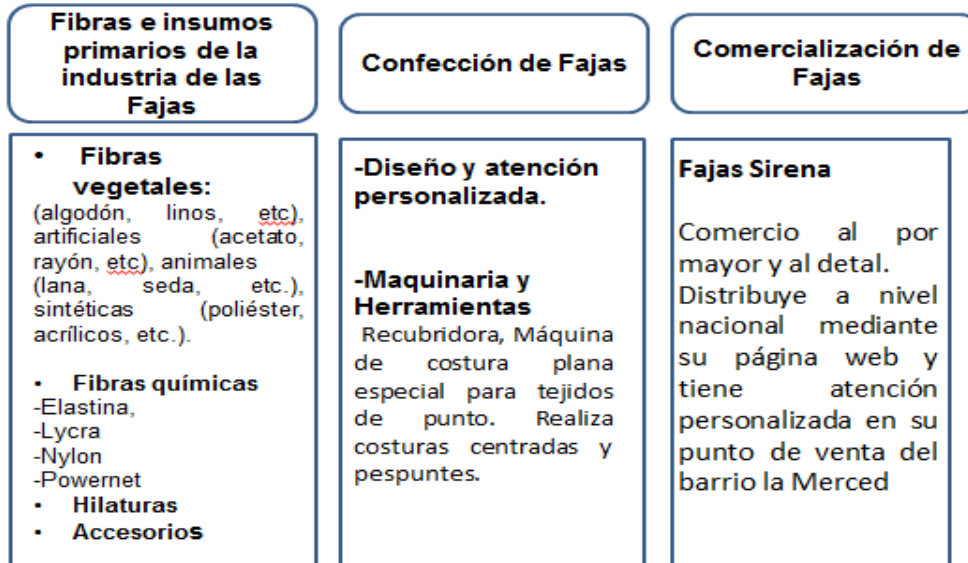 Fibras e insumos
primarios de la
industria de las
Fajas
• Fibras
vegetales:
(algodón, linos, etc),
artificiales (acetato,
rayón, etc), animales
(lana, seda, etc.),
sintéticas (poliéster,
acrílicos, etc.).
• Fibras químicas
-Elastina,
-Lycra
-Nylon
-Powernet
• Hilaturas
• Accesorios
Confección de Fajas
-Diseño y atención
personalizada.
-Maquinaria y
Herramientas
Recubridora, Máquina
de costura plana
especial para tejidos
de punto. Realiza
costuras centradas y
pespuntes.
Comercialización de
Fajas
Fajas Sirena
Comercio al por
mayor y al detal.
Distribuye a nivel
nacional mediante
su página web y
tiene atención
personalizada en su
punto de venta del
barrio la Merced